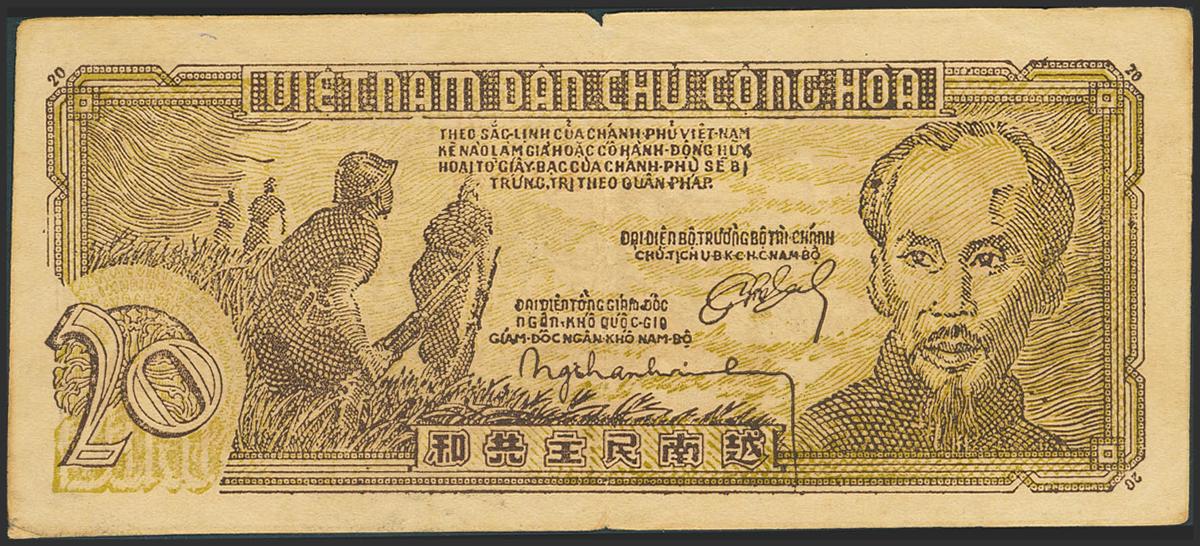 20
20
VIỆT NAM DÂN CHỦ CỘNG HÒA
THEO SẮC-LỊNH CỦA CHÁNH-PHỦ VIỆT-NAM
KẺ NÀO LÀM GIẢ HOẶC CÓ HÀNH-ĐỘNG HUỶ
HOẠI TỜ GIẤY-BẠC CỦA CHÁNH-PHỦ SẼ BỊ
TRỪNG TRỊ THEO QUÂN-PHÁP.
ĐẠI DIỆN BỘ TRƯỞNG BỘ TÀI-CHÁNH
CHỦ-TỊCH U.B.K.C.H.C. NAM BỘ
ĐẠI DIỆN TỔNG GIÁM ĐỐC
NGÂN-KHỐ QUỐC-GIA
GIÁM-ĐỐC NGÂN KHỐ NAM-BỘ
20
和共主民南越
20